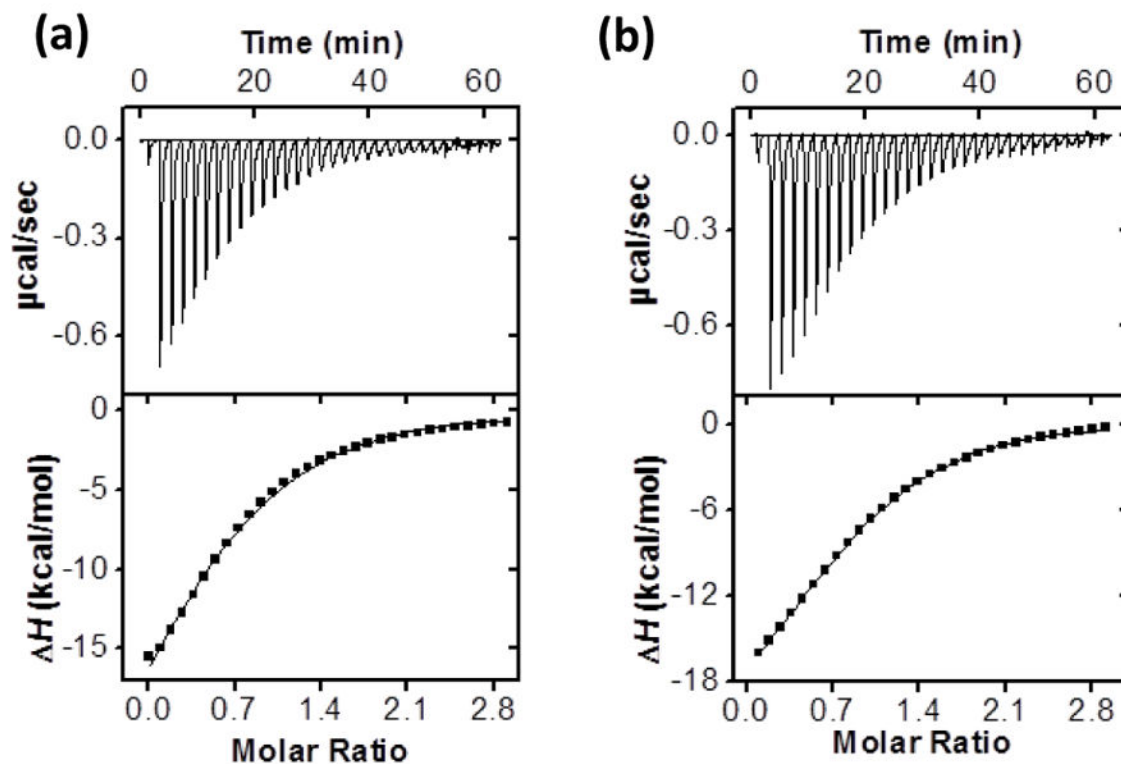 (a)
Time (min)
0 20 40 60
0.0
-0.3
-0.6
µcal/sec
0
-5
-10
-15
ΔH (kcal/mol)
0.0 0.7 1.4 2.1 2.8
Molar Ratio
(b)
Time (min)
0 20 40 60
0.0
-0.3
-0.6
µcal/sec
0
-6
-12
-18
ΔH (kcal/mol)
0.0 0.7 1.4 2.1 2.8
Molar Ratio